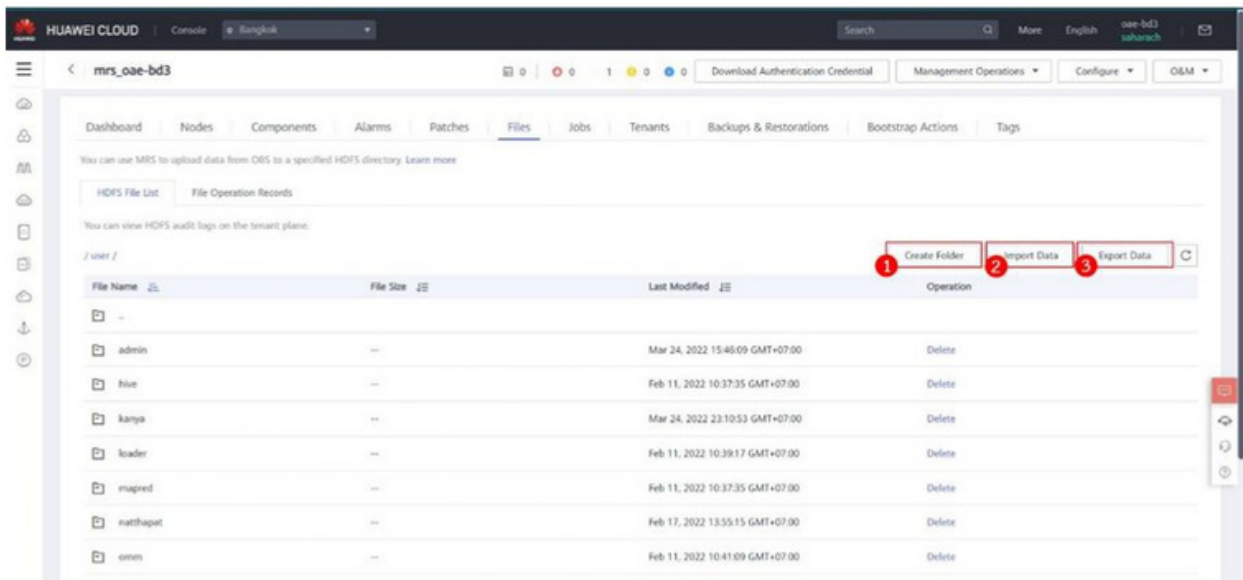 HUAWEI CLOUD Console Bangkok Search More English oae-bd3
saharach
mrs_oae-bd3 0 0 1 0 0 Download Authentication Credential Management Operations Configure O&M
Dashboard Nodes Components Alarms Patches Files Jobs Tenants Backups & Restorations Bootstrap Actions Tags
You can use MRS to upload data from OBS to a specified HDFS directory. Learn more
HDFS File List File Operation Records
You can view HDFS audit logs on the tenant plane.
/ user / 1 Create Folder 2 Import Data 3 Export Data
File Name File Size Last Modified Operation
..
admin -- Mar 24, 2022 15:46:09 GMT+07:00 Delete
hive -- Feb 11, 2022 10:37:35 GMT+07:00 Delete
kanya -- Mar 24, 2022 23:10:53 GMT+07:00 Delete
loader -- Feb 11, 2022 10:39:17 GMT+07:00 Delete
mapred -- Feb 11, 2022 10:37:35 GMT+07:00 Delete
natthapat -- Feb 17, 2022 13:55:15 GMT+07:00 Delete
omm -- Feb 11, 2022 10:41:09 GMT+07:00 Delete